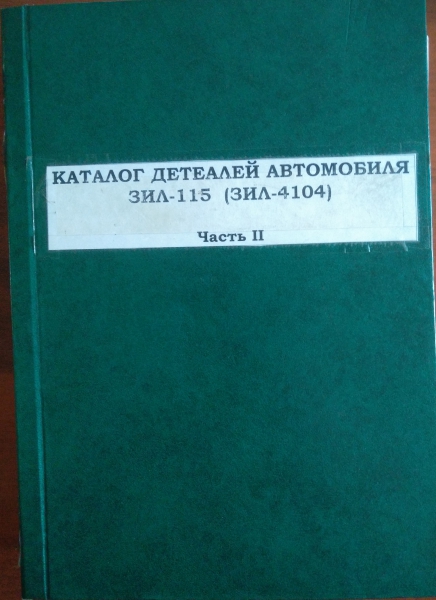 КАТАЛОГ ДЕТЕАЛЕЙ АВТОМОБИЛЯ
ЗИЛ-115 (ЗИЛ-4104)
Часть II